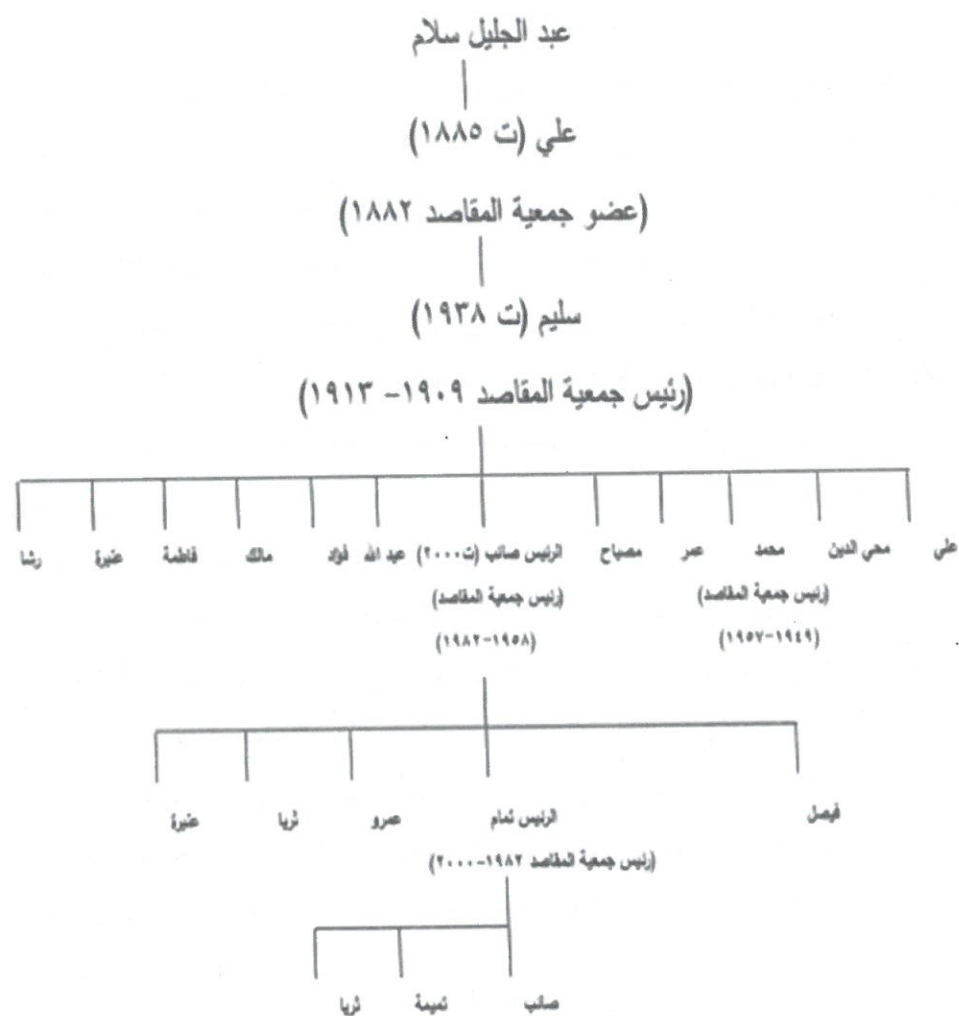 عبد الجليل سلام
علي (ت ١٨٨٥)
(عضو جمعية المقاصد ١٨٨٢)
سليم (ت ١٩٣٨)
(رئيس جمعية المقاصد ١٩٠٩- ١٩١٣)
علي محي الدين محمد عمر مصباح الرئيس صائب (ت٢٠٠٠) عبد الله فؤاد مالك فاطمة عنبرة رشا
(رئيس جمعية المقاصد) (رئيس جمعية المقاصد)
(١٩٤٩-١٩٥٧) (١٩٥٨-١٩٨٢)
فيصل الرئيس تمام عمرو ثريا عنبرة
(رئيس جمعية المقاصد ١٩٨٢-٢٠٠٠)
صائب تميمة ثريا